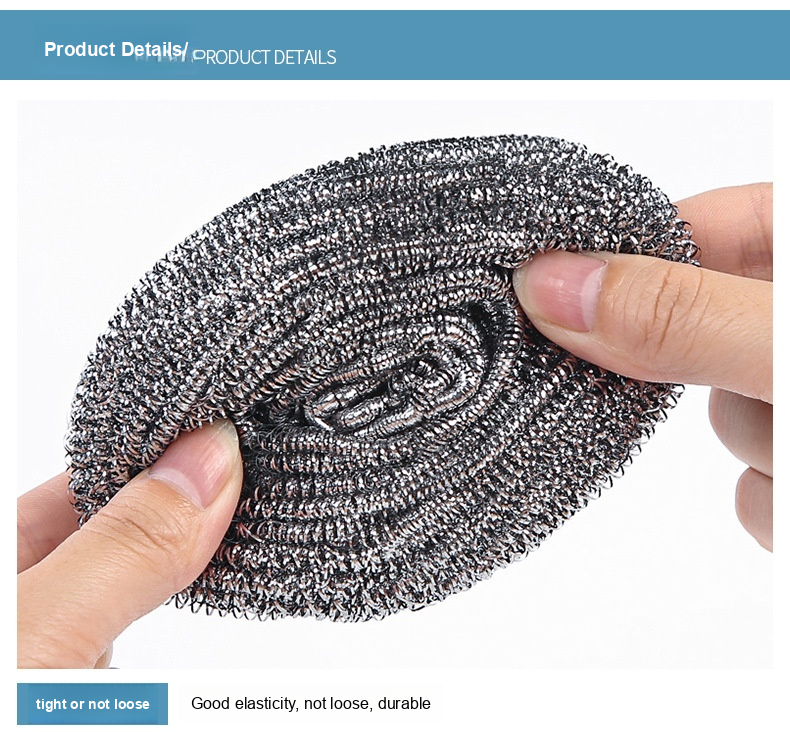 Product Details/ PRODUCT DETAILS
tight or not loose
Good elasticity, not loose, durable